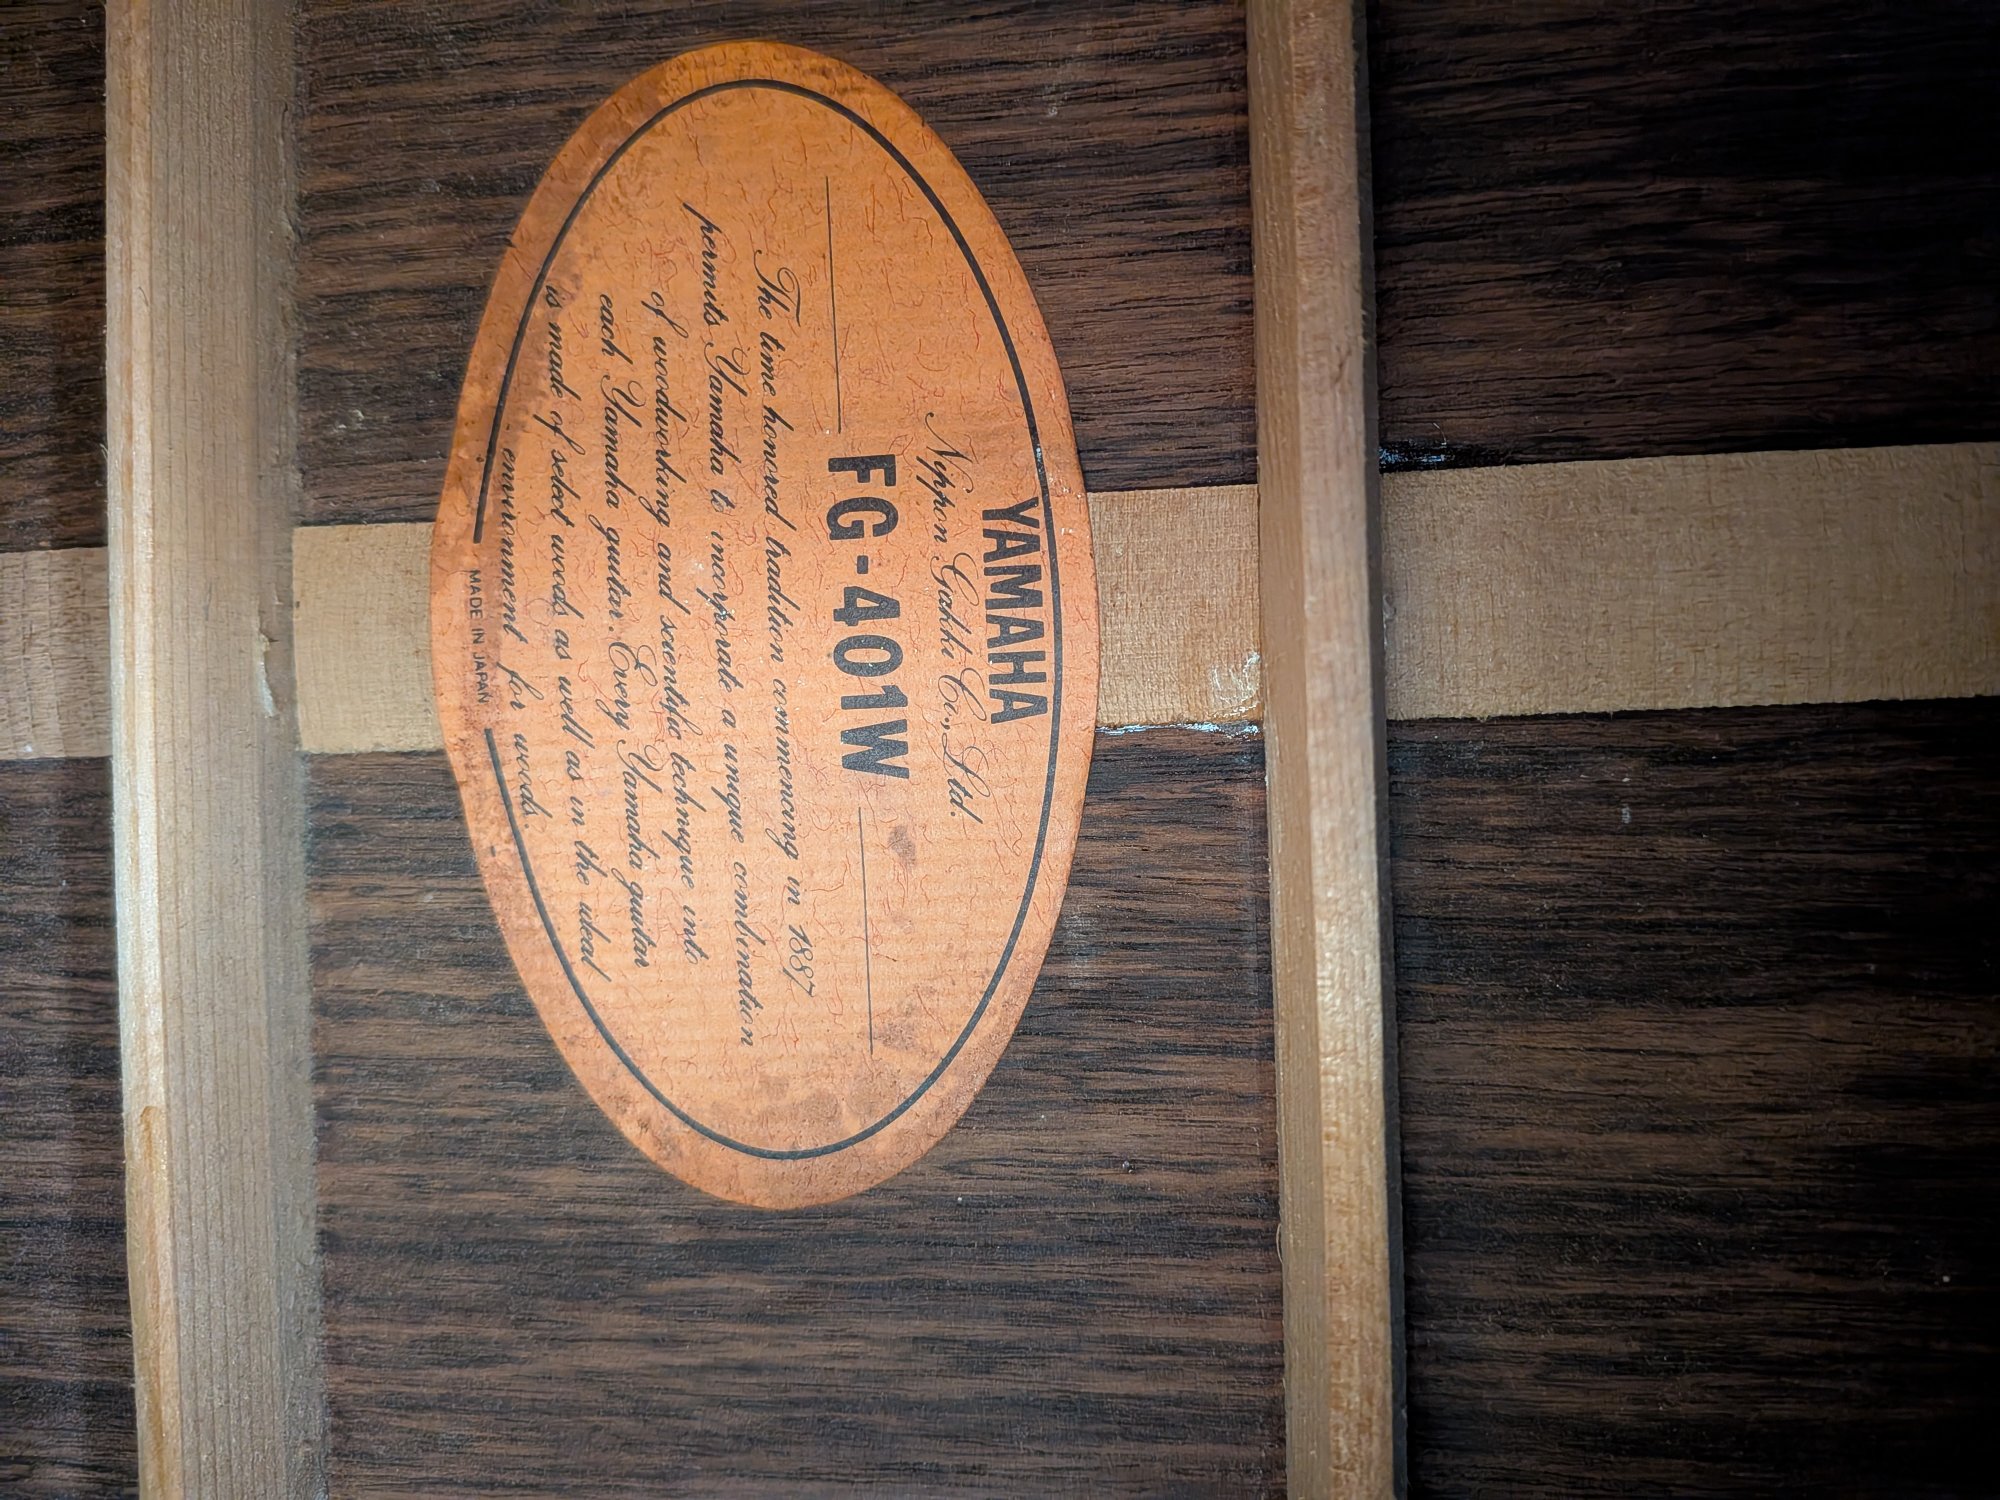 YAMAHA
Nippon Gakki Co., Ltd.
FG-401W
The time honored tradition commencing in 1887
permits Yamaha to incorporate a unique combination
of woodworking and scientific technique into
each Yamaha guitar. Every Yamaha guitar
is made of select woods as well as in the ideal
environment for woods.
MADE IN JAPAN